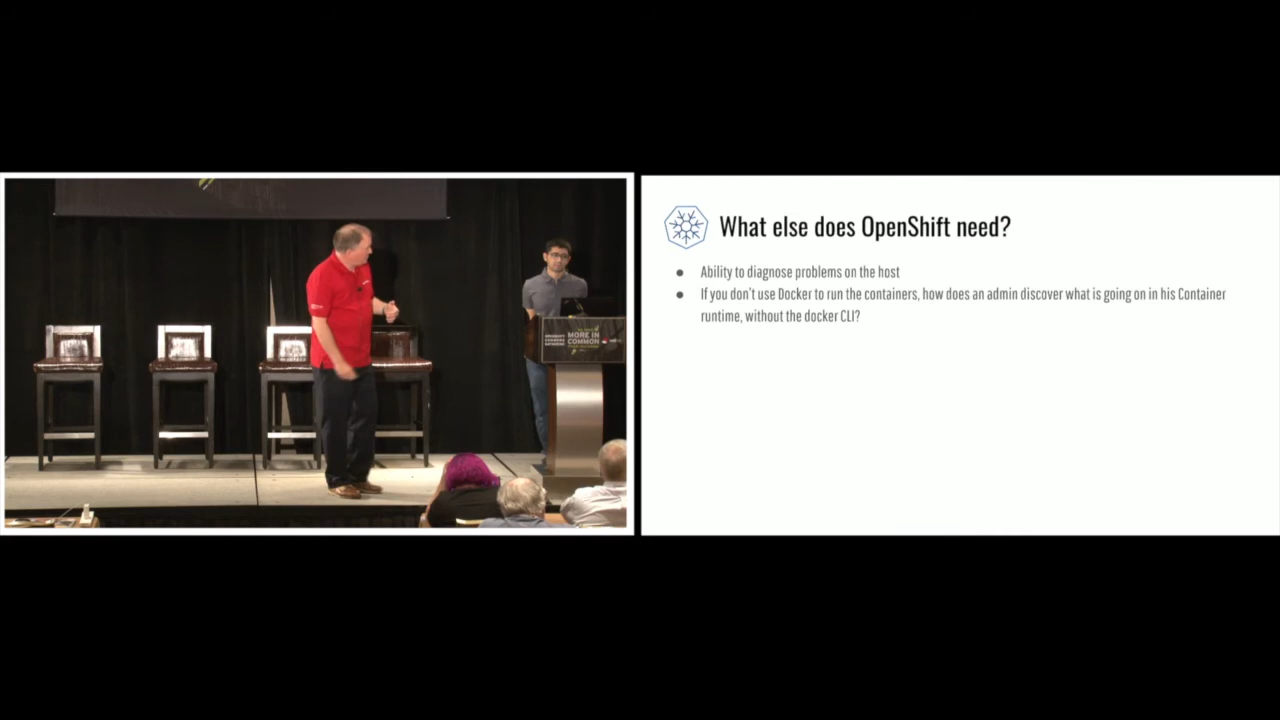 MORE IN
COMMON
What else does OpenShift need?
● Ability to diagnose problems on the host
● If you don't use Docker to run the containers, how does an admin discover what is going on in his Container
runtime, without the docker CLI?